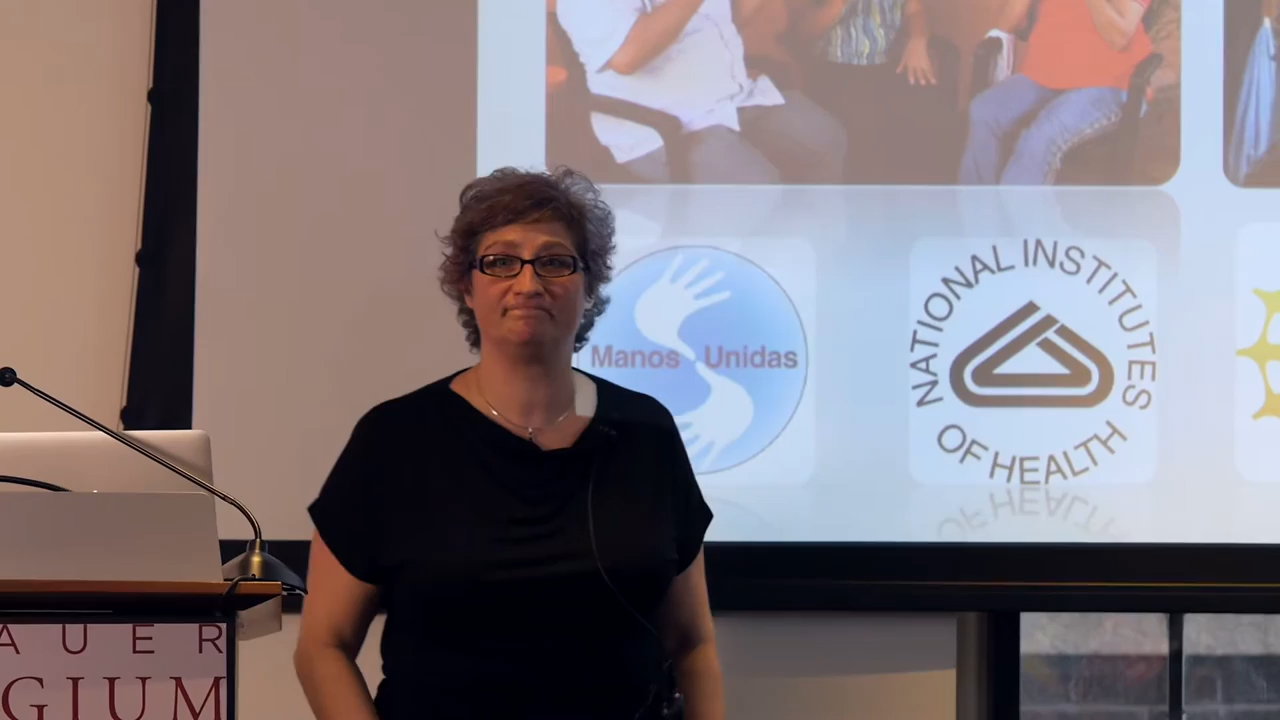 Manos Unidas
NATIONAL INSTITUTES
OF HEALTH
AUER
GIUM